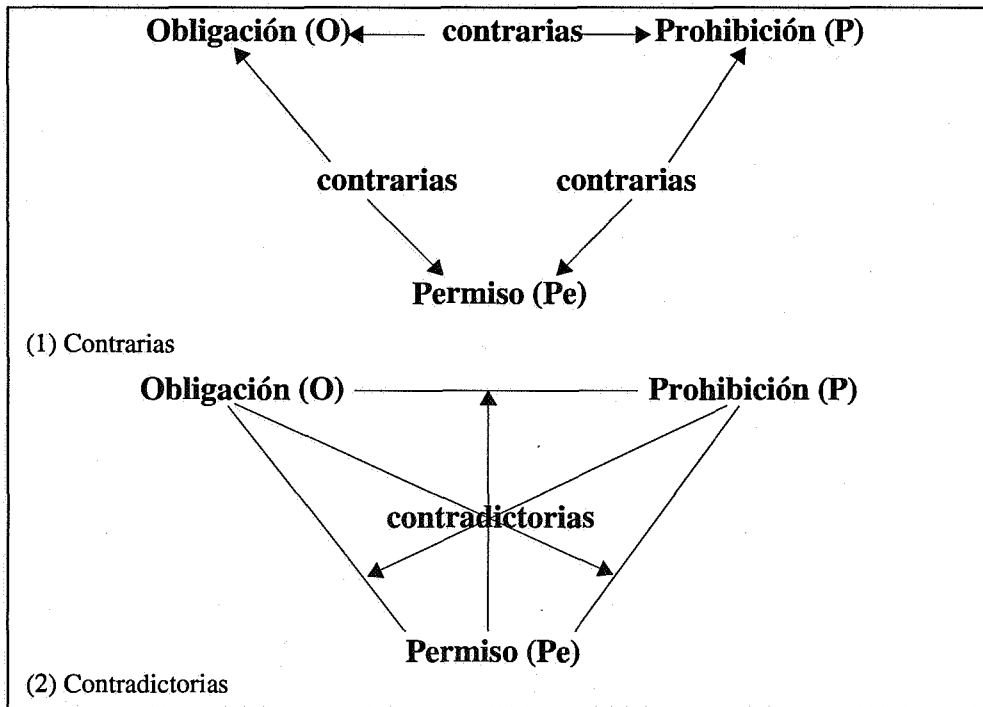 Obligación (O) contrarias Prohibición (P)
contrarias contrarias
Permiso (Pe)
(1) Contrarias
Obligación (O) Prohibición (P)
contradictorias
Permiso (Pe)
(2) Contradictorias